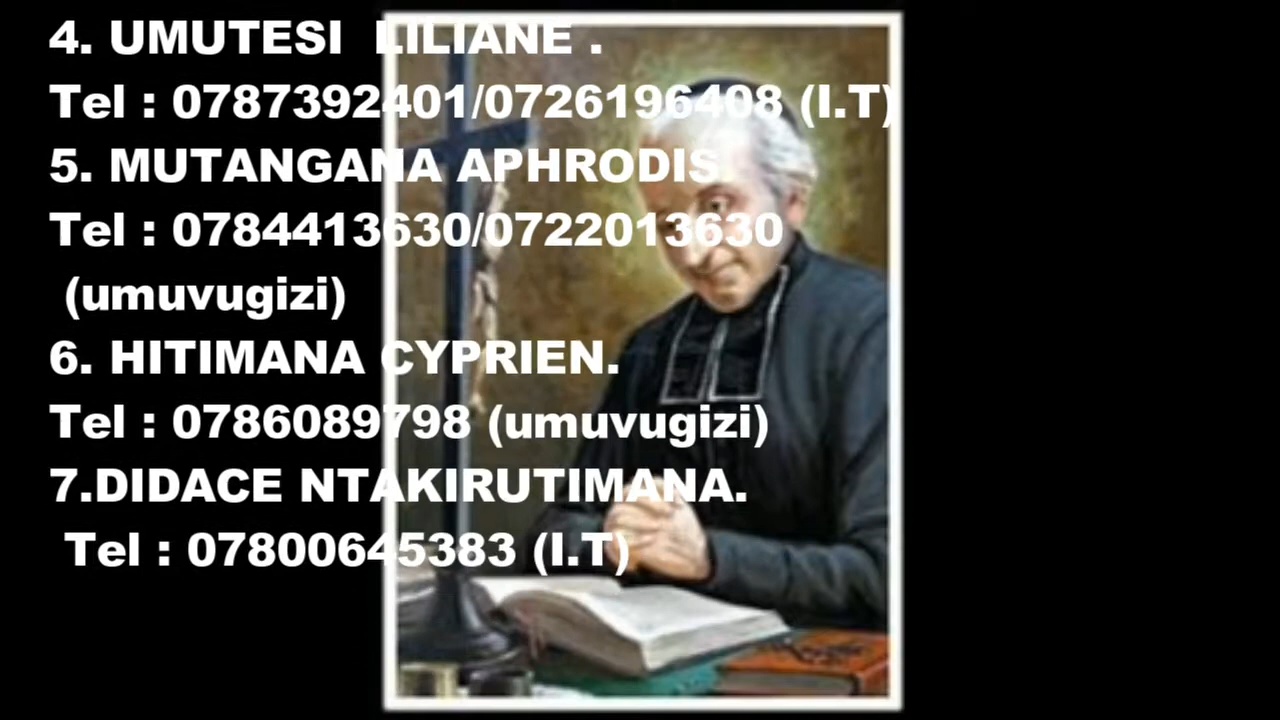 4. UMUTESI LILIANE .
Tel : 0787392401/0726196408 (I.T)
5. MUTANGANA APHRODIS
Tel : 0784413630/0722013630
(umuvugizi)
6. HITIMANA CYPRIEN.
Tel : 0786089798 (umuvugizi)
7.DIDACE NTAKIRUTIMANA.
Tel : 07800645383 (I.T)